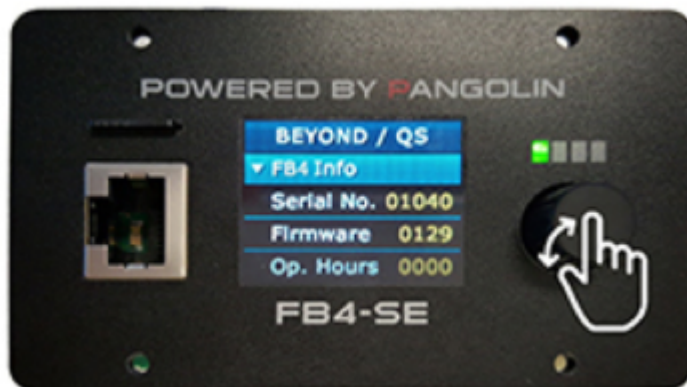 POWERED BY PANGOLIN
BEYOND / QS
▼ FB4 Info
Serial No. 01040
Firmware 0129
Op. Hours 0000
FB4-SE